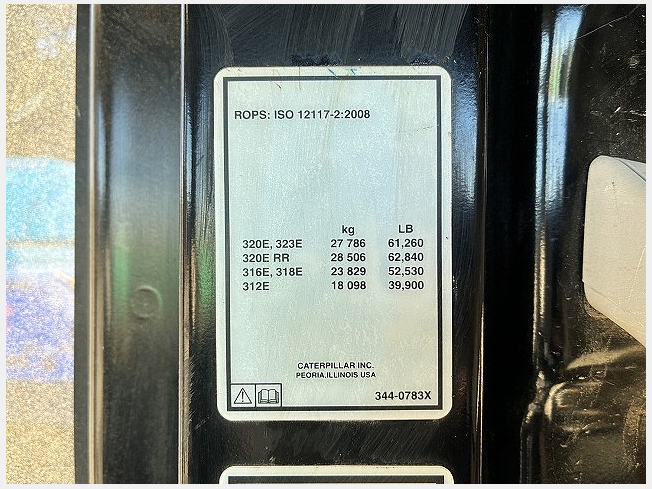 ROPS: ISO 12117-2:2008
kg LB
320E, 323E 27 786 61,260
320E RR 28 506 62,840
316E, 318E 23 829 52,530
312E 18 098 39,900
CATERPILLAR INC.
PEORIA,ILLINOIS USA
344-0783X